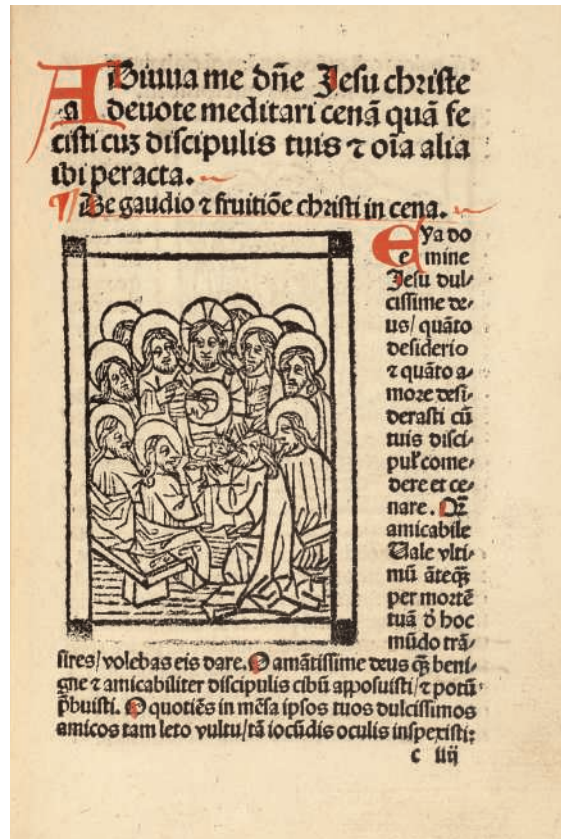 ADiuua me dñe Jesu christe
a deuote meditari cenã quã fe
cisti cuȝ discipulis tuis ⁊ oĩa alia
ibi peracta.
¶ De gaudio ⁊ fruitiõe christi in cena.
EYa do
e mine
Jesu dul⸗
cissime de⸗
us/ quãto
desiderio
⁊ quãto a⸗
more desi⸗
derasti cũ
tuis disci⸗
pul' come⸗
dere et ce⸗
nare.
amicabile
Uale vlti⸗
mũ ãteq̃ȝ
per mortẽ
tuã d̾ hoc
mũdo trã⸗
sires/ volebas eis dare. O amãtissime deus q̃ȝ beni⸗
gne ⁊ amicabiliter discipulis cibũ apposuisti/ ⁊ potũ
p̃buisti. O quotiẽs in mẽsa ipsos tuos dulcissimos
amicos tam leto vultu/ tã iocũdis oculis inspexisti:
c iiij